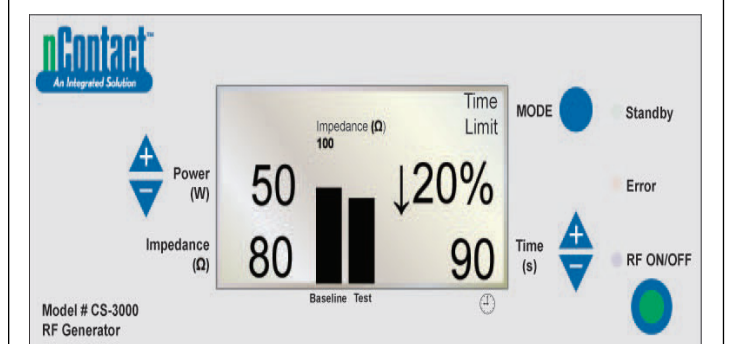 nContact™
An Integrated Solution
Time
Limit
Impedance (Ω)
100
MODE
Standby
+
−
Power
(W)
50
↓20%
Error
Impedance
(Ω)
80
90
Time
(s)
+
−
RF ON/OFF
Baseline Test
Model # CS-3000
RF Generator